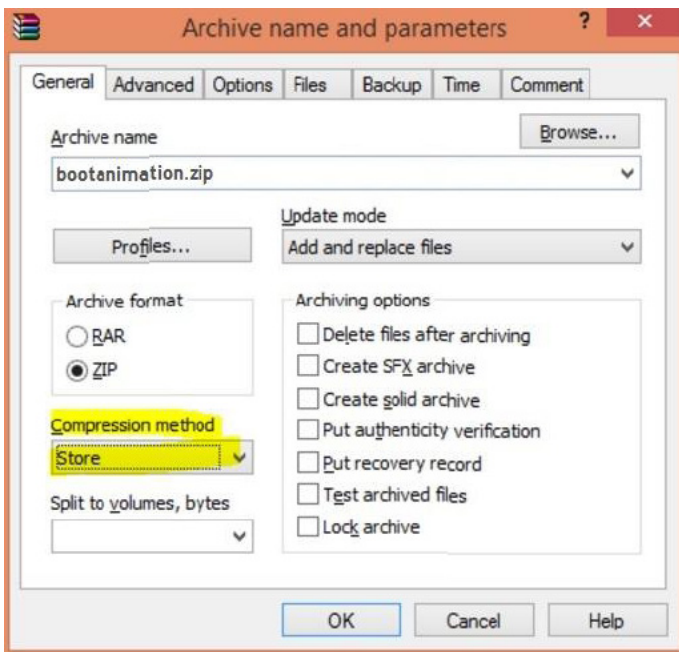 Archive name and parameters
?
×
General Advanced Options Files Backup Time Comment
Archive name
Browse...
bootanimation.zip
Update mode
Profiles...
Add and replace files
Archive format
RAR
ZIP
Archiving options
Delete files after archiving
Create SFX archive
Create solid archive
Put authenticity verification
Put recovery record
Test archived files
Lock archive
Compression method
Store
Split to volumes, bytes
OK Cancel Help